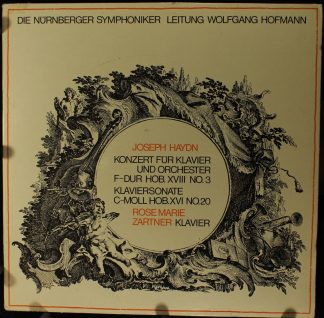 DIE NÜRNBERGER SYMPHONIKER LEITUNG WOLFGANG HOFMANN
JOSEPH HAYDN
KONZERT FÜR KLAVIER
UND ORCHESTER
F-DUR HOB. XVIII NO.3
KLAVIERSONATE
C-MOLL HOB.XVI NO.20
ROSE MARIE
ZARTNER KLAVIER